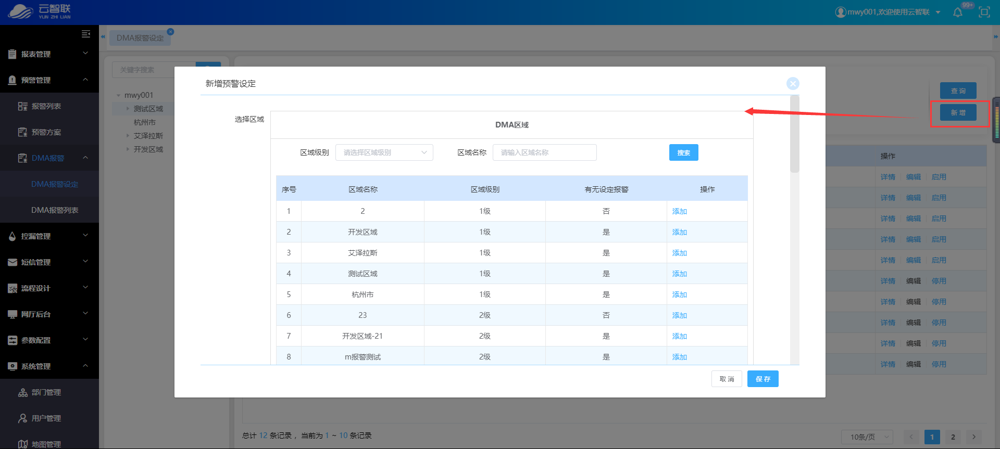 云智联
YUN ZHI LIAN
mwy001,欢迎使用云智联
99+
报表管理
预警管理
报警列表
预警方案
DMA报警
DMA报警设定
DMA报警列表
控漏管理
短信管理
流程设计
网厅后台
参数配置
系统管理
部门管理
用户管理
地图管理
DMA报警设定
关键字搜索
mwy001
测试区域
杭州市
艾泽拉斯
开发区域
查询
新增
操作
详情 编辑 启用
详情 编辑 启用
详情 编辑 启用
详情 编辑 启用
详情 编辑 启用
详情 编辑 停用
详情 编辑 停用
详情 编辑 停用
详情 编辑 停用
详情 编辑 停用
新增预警设定
选择区域
DMA区域
区域级别 请选择区域级别 区域名称 请输入区域名称 搜索
序号 区域名称 区域级别 有无设定报警 操作
1 2 1级 否 添加
2 开发区域 1级 是 添加
3 艾泽拉斯 1级 是 添加
4 测试区域 1级 是 添加
5 杭州市 1级 是 添加
6 23 2级 否 添加
7 开发区域-21 2级 是 添加
8 m报警测试 2级 是 添加
取消 保存
总计 12 条记录 ，当前为 1 ~ 10 条记录
10条/页 1 2